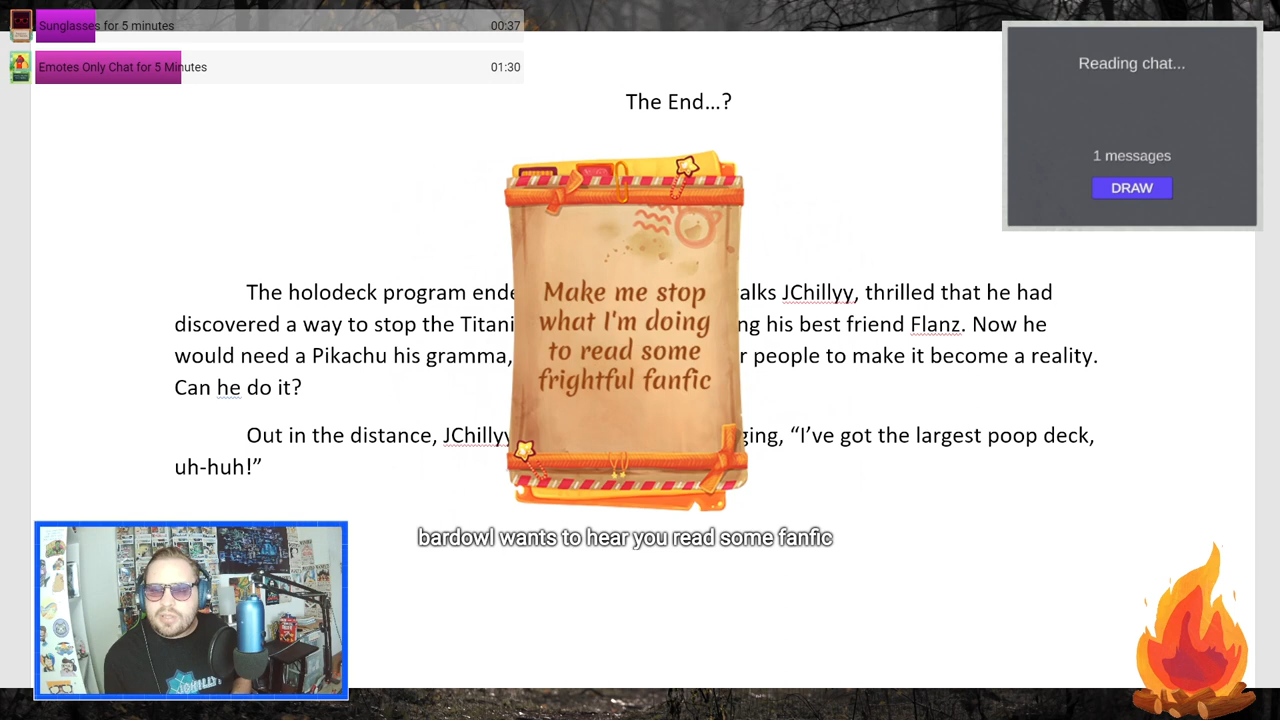 Sunglasses for 5 minutes 00:37
Emotes Only Chat for 5 Minutes 01:30
Reading chat...
1 messages
DRAW
The End...?
Make me stop
what I'm doing
to read some
frightful fanfic
The holodeck program ende alks JChillyy, thrilled that he had
discovered a way to stop the Titani ng his best friend Flanz. Now he
would need a Pikachu his gramma, r people to make it become a reality.
Can he do it?
Out in the distance, JChillyy ging, “I’ve got the largest poop deck,
uh-huh!”
bardowl wants to hear you read some fanfic